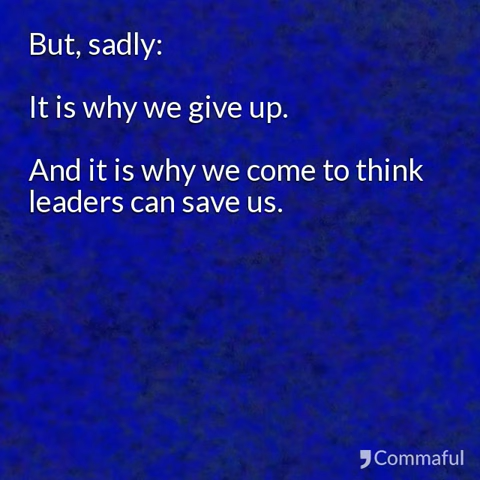 But, sadly:
It is why we give up.
And it is why we come to think
leaders can save us.
Commaful